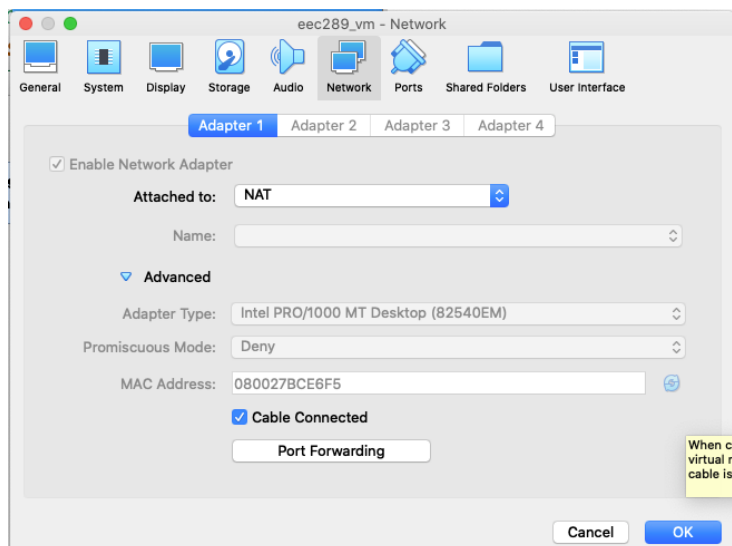 eec289_vm - Network
General System Display Storage Audio Network Ports Shared Folders User Interface
Adapter 1 Adapter 2 Adapter 3 Adapter 4
Enable Network Adapter
Attached to: NAT
Name:
Advanced
Adapter Type: Intel PRO/1000 MT Desktop (82540EM)
Promiscuous Mode: Deny
MAC Address: 080027BCE6F5
Cable Connected
Port Forwarding
When c
virtual
cable is
Cancel OK